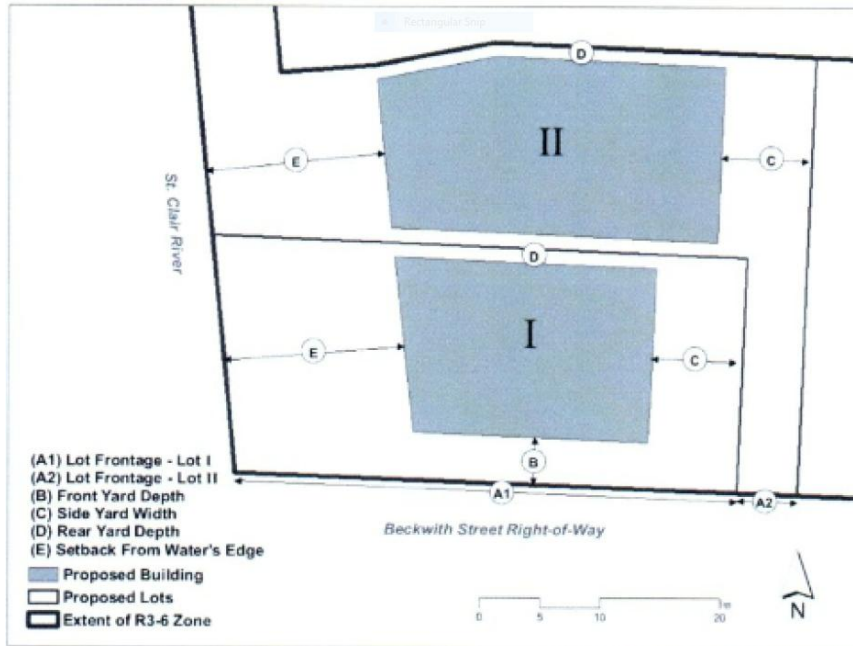 Rectangular Snip
D
II
E
C
St. Clair River
D
I
E
C
B
(A1) Lot Frontage - Lot I
(A2) Lot Frontage - Lot II
(B) Front Yard Depth
(C) Side Yard Width
(D) Rear Yard Depth
(E) Setback From Water's Edge
Proposed Building
Proposed Lots
Extent of R3-6 Zone
A1
A2
Beckwith Street Right-of-Way
N
0 5 10 20 m